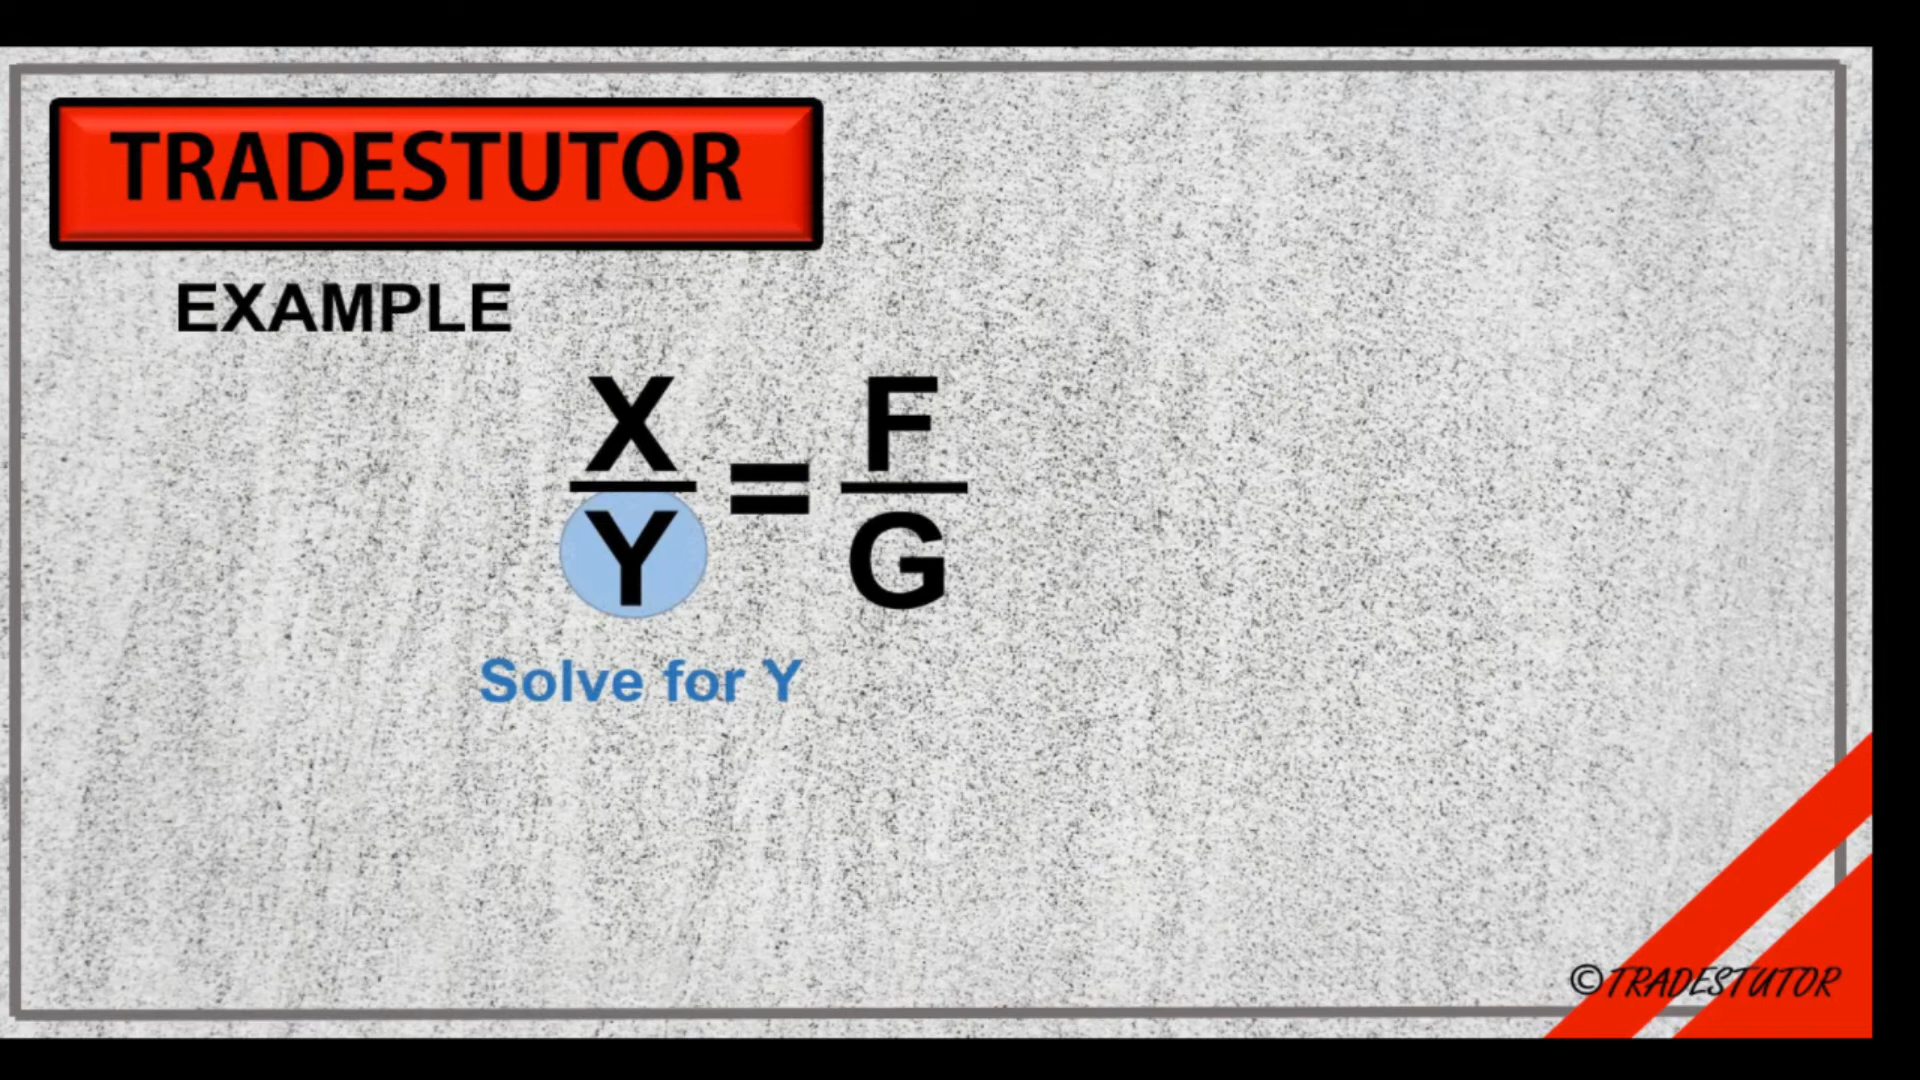 TRADESTUTOR
EXAMPLE
X F
=
Y G
Solve for Y
©TRADESTUTOR